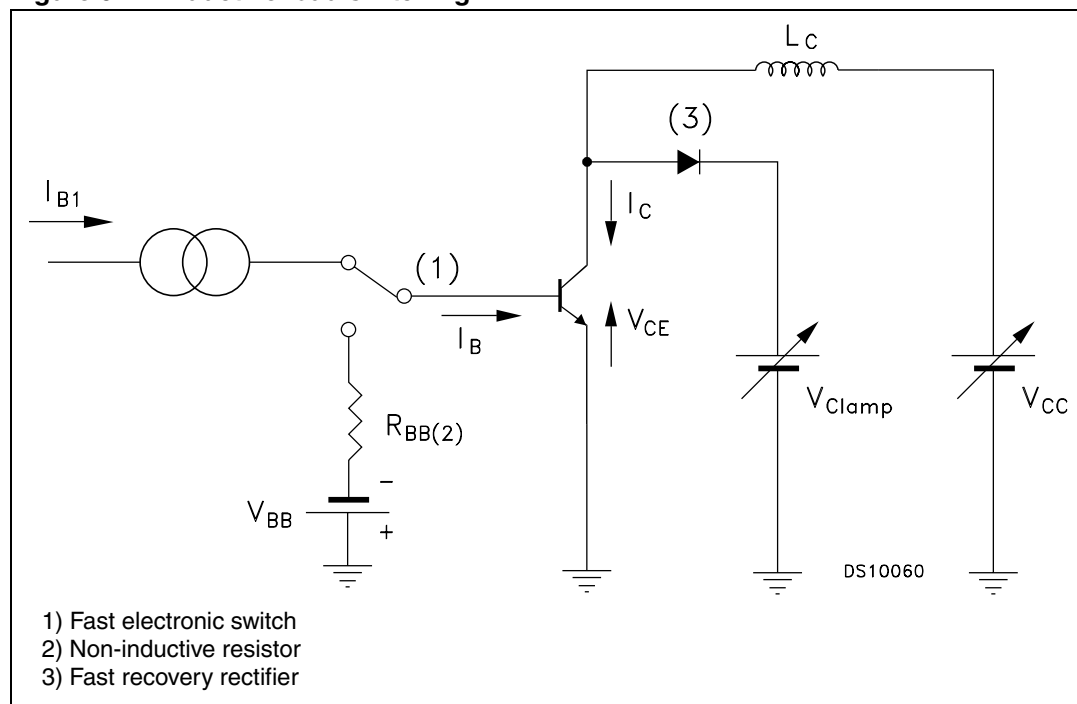 L_C
(3)
I_B1
I_C
(1)
V_CE
I_B
V_Clamp
V_CC
R_BB(2)
−
V_BB
+
DS10060
1) Fast electronic switch
2) Non-inductive resistor
3) Fast recovery rectifier